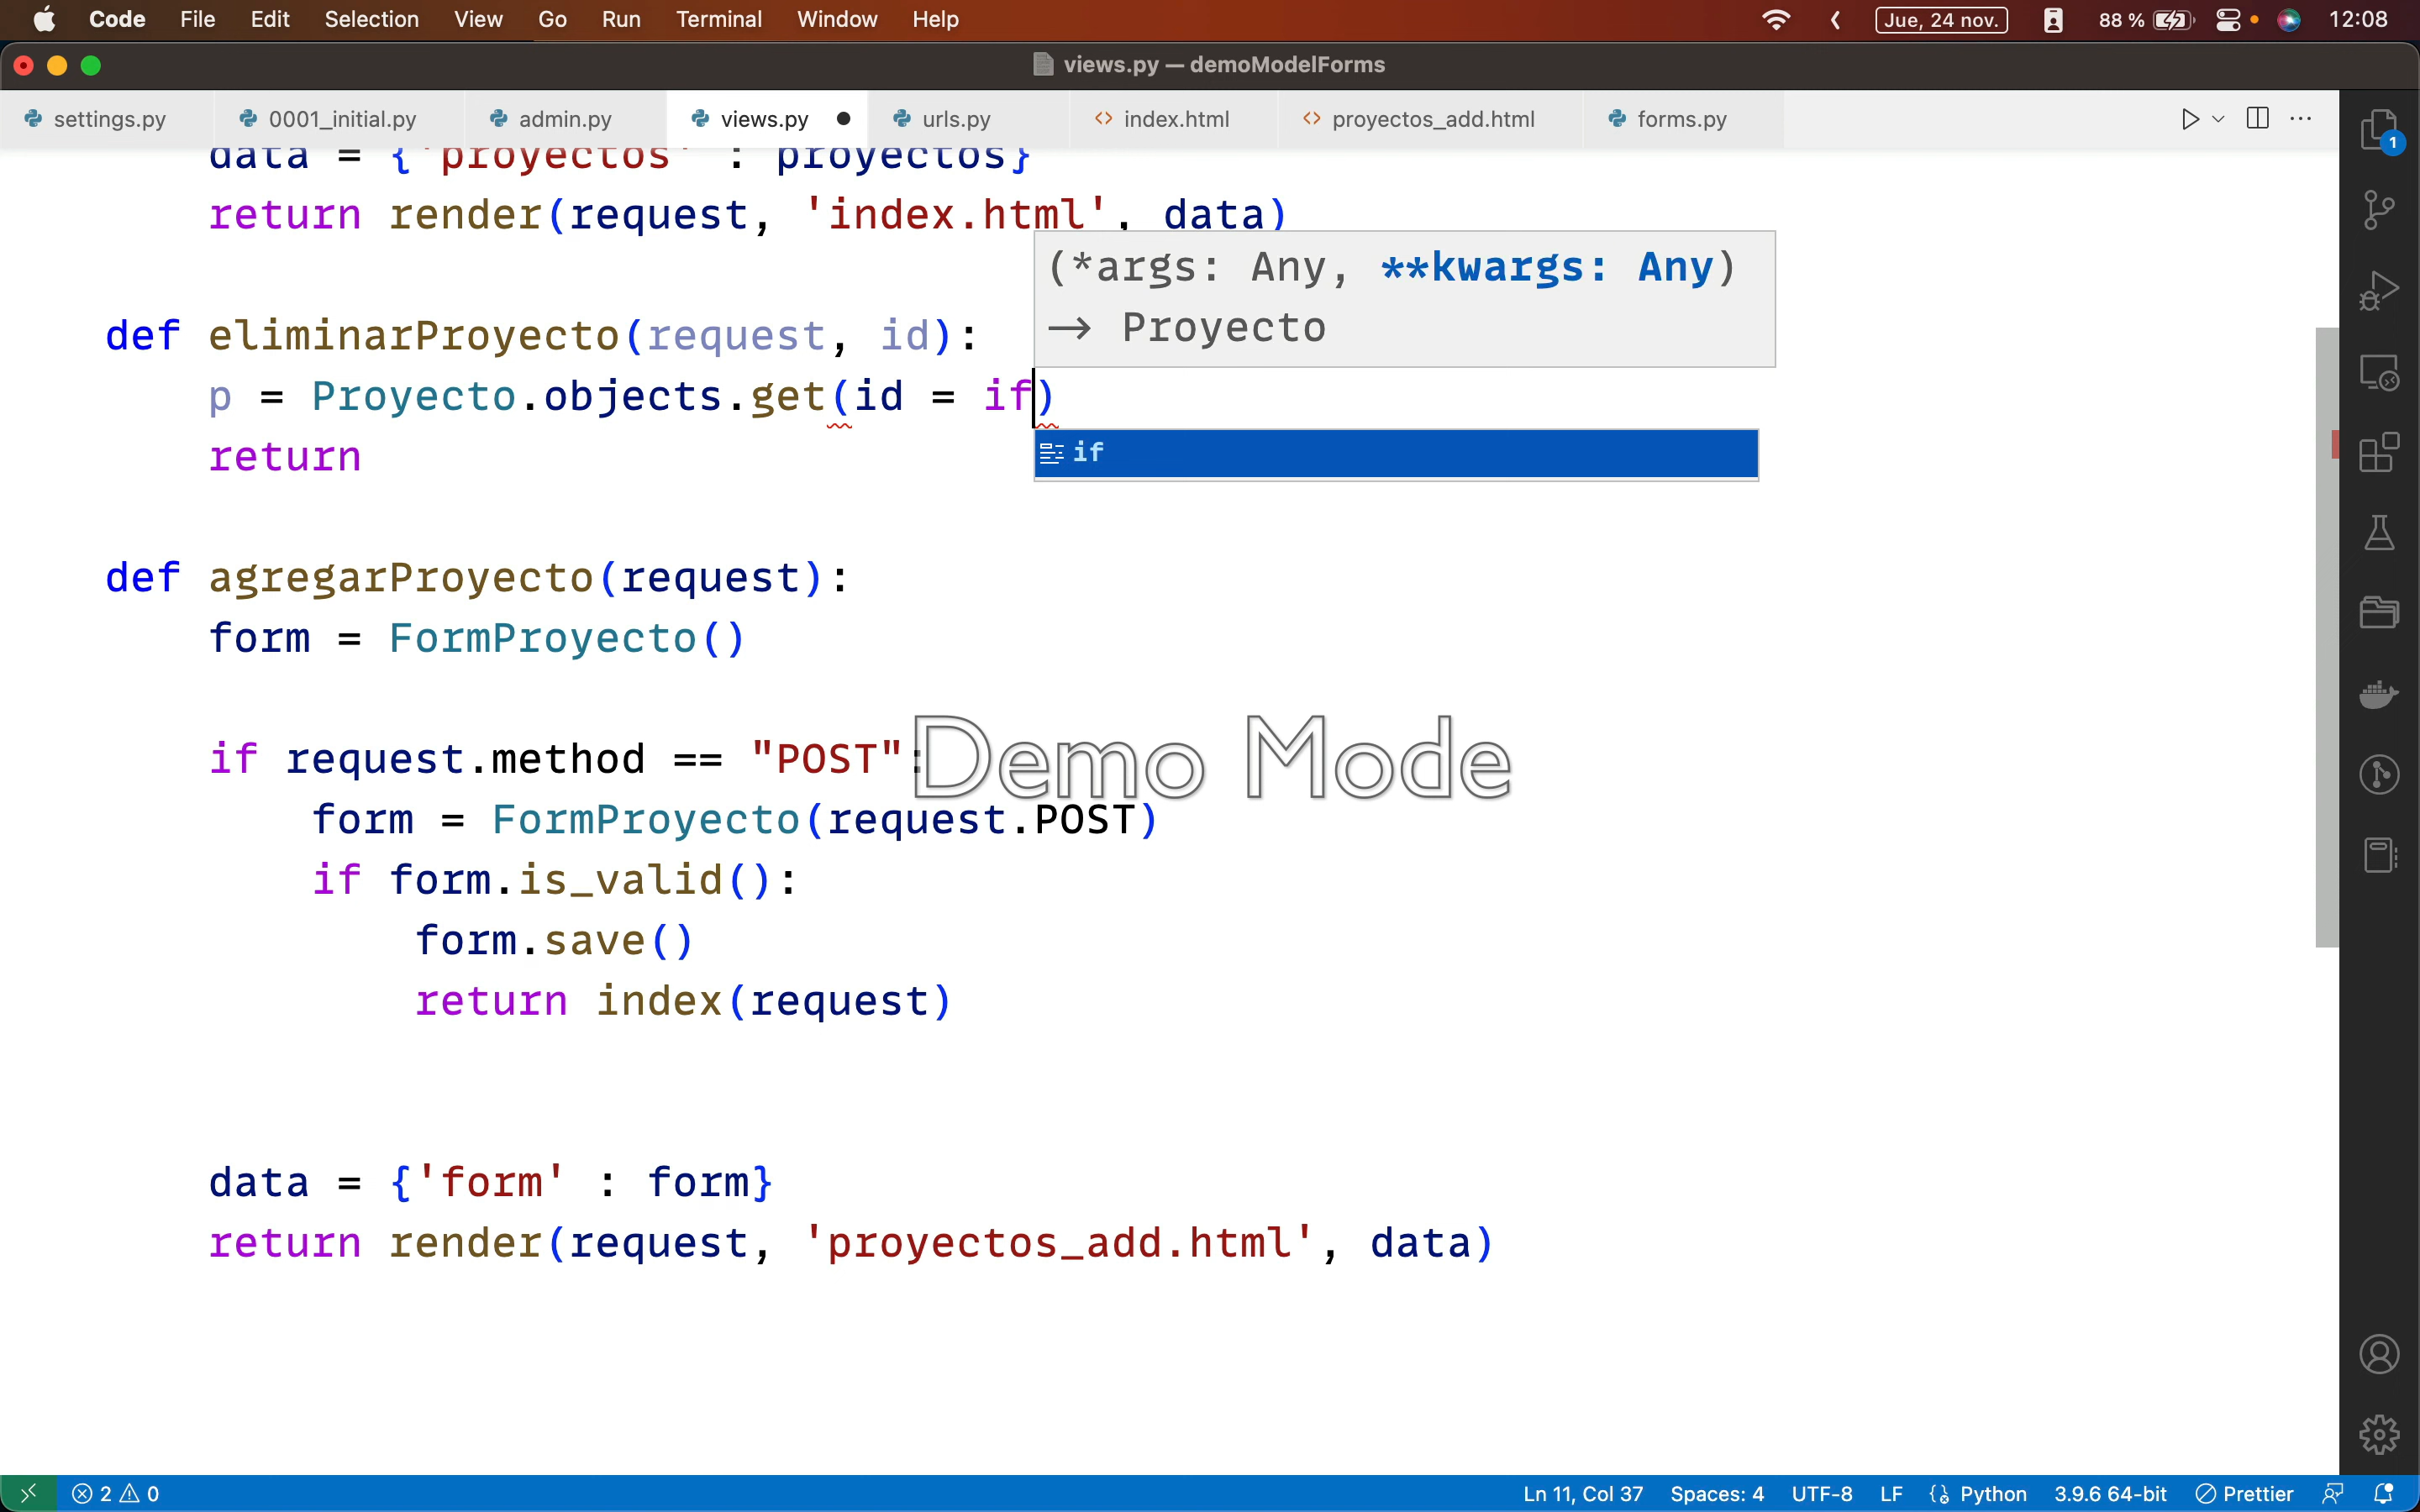 Code File Edit Selection View Go Run Terminal Window Help Jue, 24 nov. 88 % 12:08
views.py — demoModelForms
settings.py 0001_initial.py admin.py views.py urls.py index.html proyectos_add.html forms.py
1
data = {'proyectos' : proyectos}
return render(request, 'index.html', data)
(*args: Any, **kwargs: Any)
→ Proyecto
def eliminarProyecto(request, id):
p = Proyecto.objects.get(id = if)
if
return
def agregarProyecto(request):
form = FormProyecto()
if request.method == "POST":
Demo Mode
form = FormProyecto(request.POST)
if form.is_valid():
form.save()
return index(request)
data = {'form' : form}
return render(request, 'proyectos_add.html', data)
2 0 Ln 11, Col 37 Spaces: 4 UTF-8 LF Python 3.9.6 64-bit Prettier